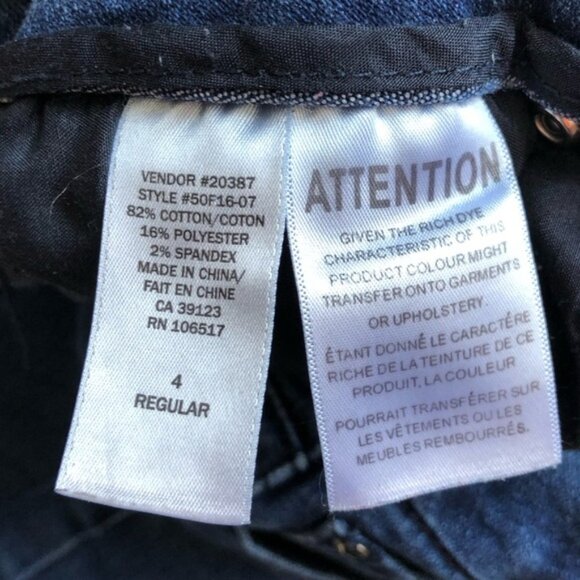 VENDOR #20387
STYLE #50F16-07
82% COTTON/COTON
16% POLYESTER
2% SPANDEX
MADE IN CHINA/
FAIT EN CHINE
CA 39123
RN 106517
4
REGULAR
ATTENTION
GIVEN THE RICH DYE
CHARACTERISTIC OF THIS
PRODUCT COLOUR MIGHT
TRANSFER ONTO GARMENTS
OR UPHOLSTERY.
ÉTANT DONNÉ LE CARACTÉRE
RICHE DE LA TEINTURE DE CE
PRODUIT, LA COULEUR
POURRAIT TRANSFÉRER SUR
LES VÊTEMENTS OU LES
MEUBLES REMBOURRÉS.